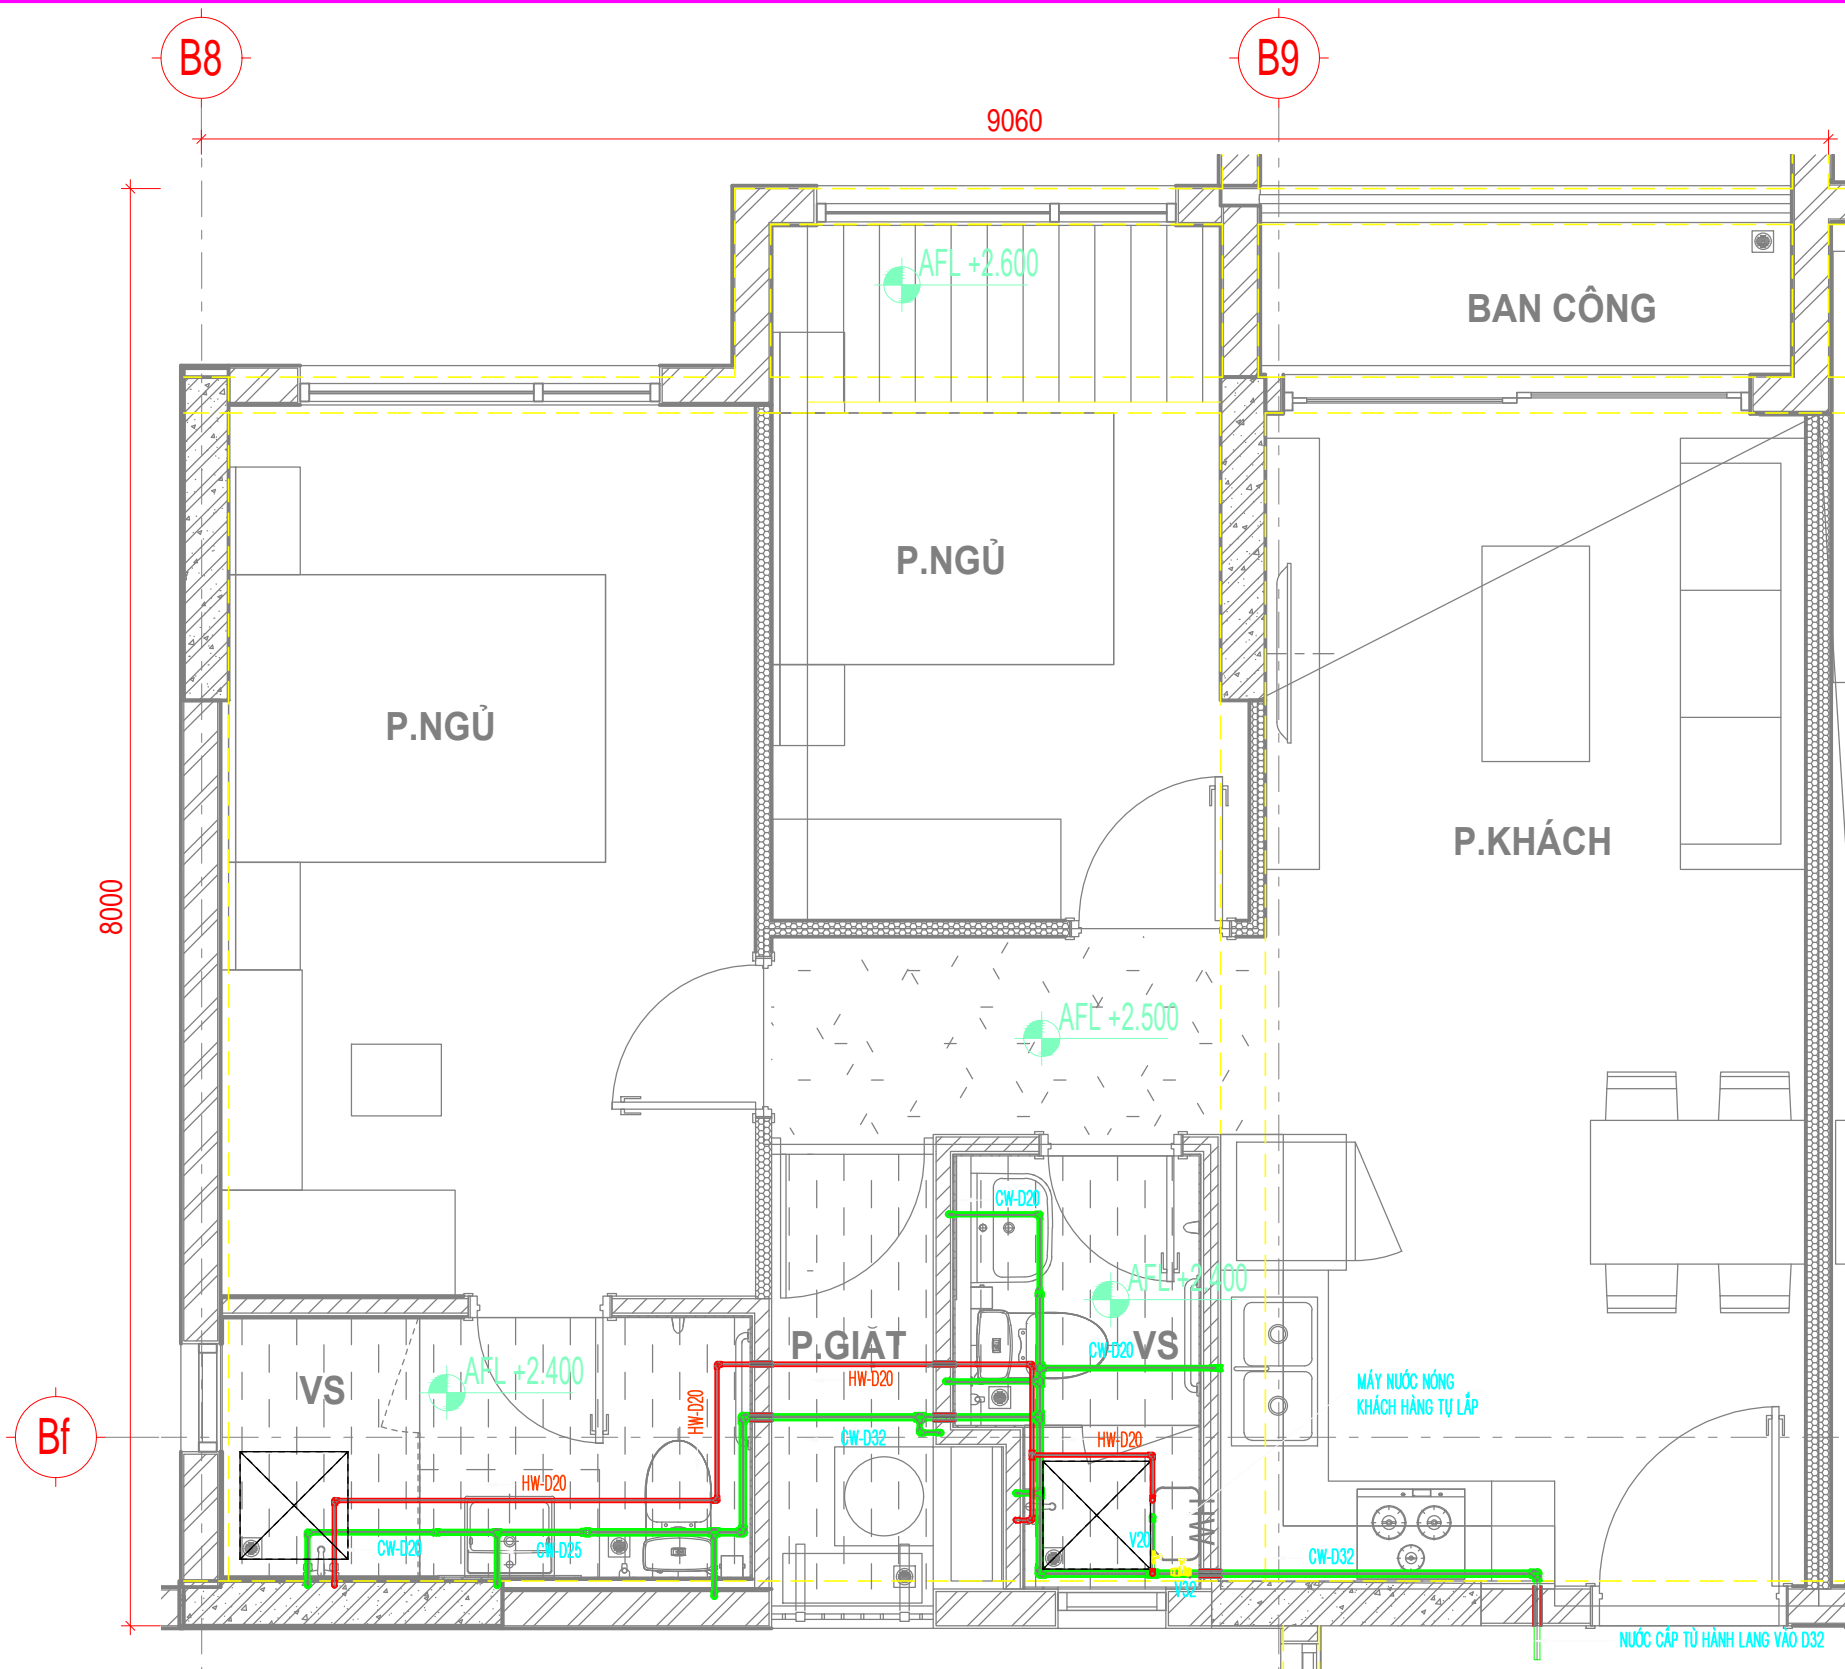 B8
B9
9060
AFL +2.600
BAN CÔNG
P.NGỦ
P.NGỦ
P.KHÁCH
8000
AFL +2.500
CW-D20
AFL +2.400
P.GIẶT
CW-D20
VS
HW-D20
AFL +2.400
VS
HW-D20
MÁY NƯỚC NÓNG
KHÁCH HÀNG TỰ LẮP
Bf
CW-D32
HW-D20
HW-D20
CW-D20
CW-D25
V20
CW-D32
V32
NƯỚC CẤP TỪ HÀNH LANG VÀO D32